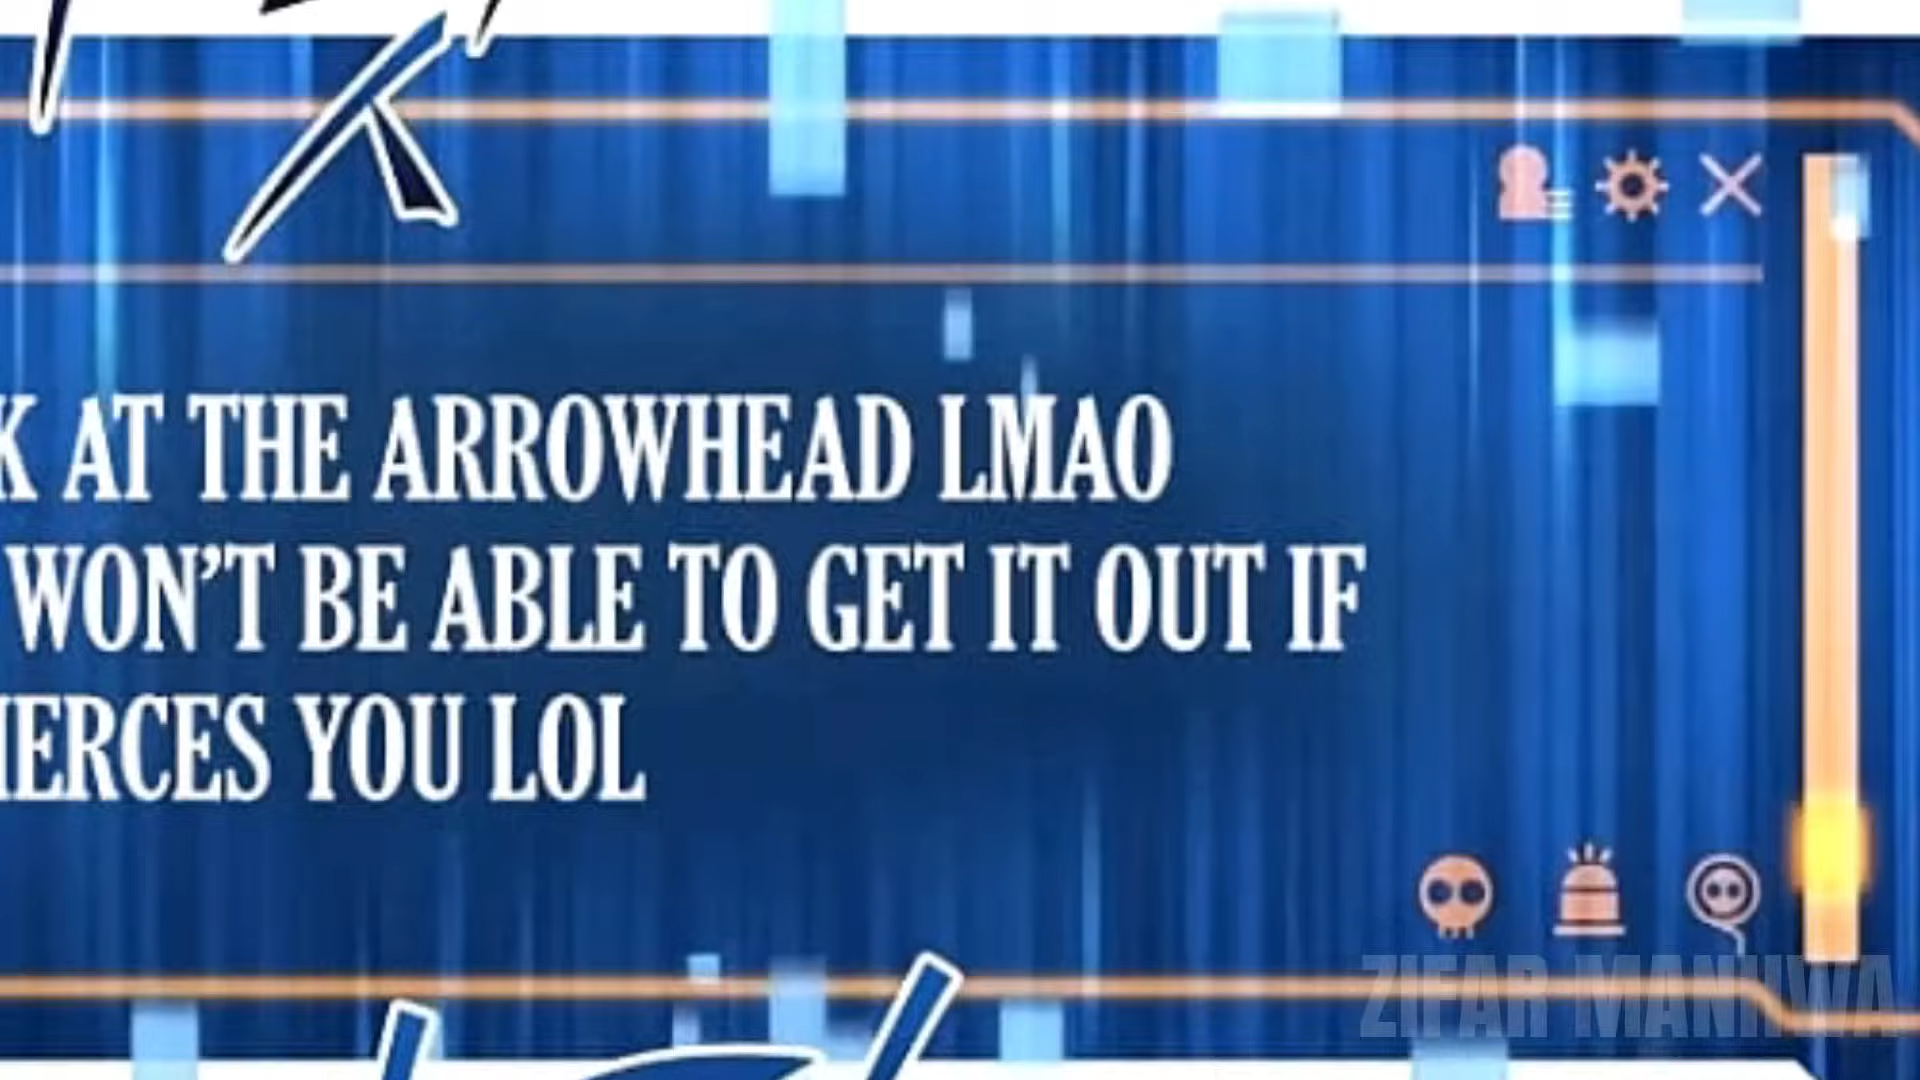 K AT THE ARROWHEAD LMAO
WON'T BE ABLE TO GET IT OUT IF
IERCES YOU LOL
ZIFAR MANHWA